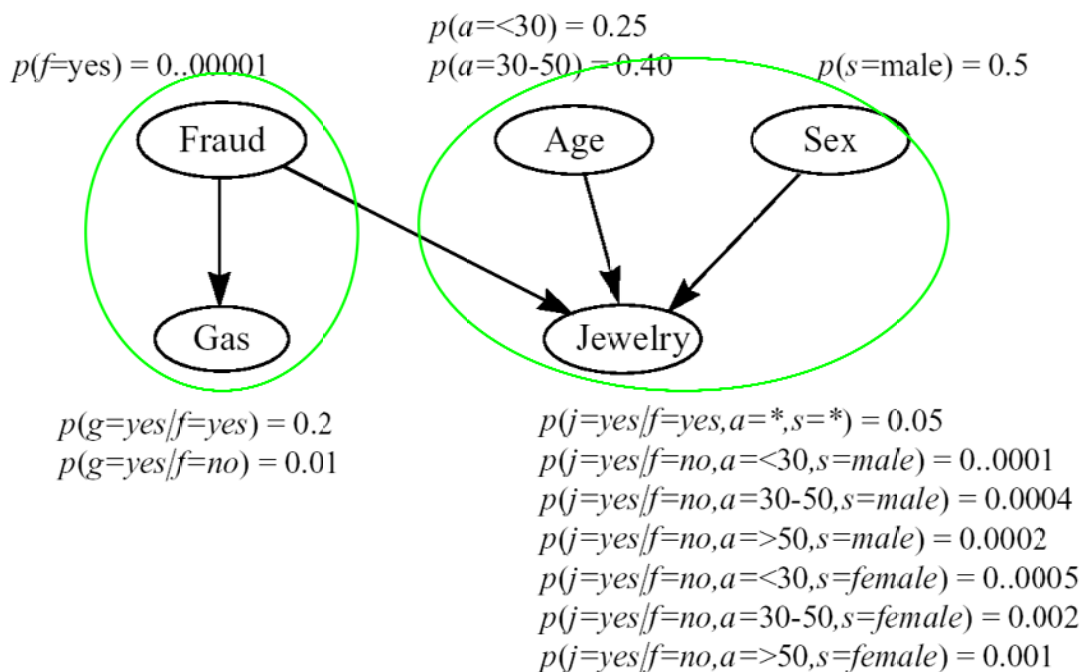 p(a=<30) = 0.25
p(f=yes) = 0..00001
p(a=30-50) = 0.40
p(s=male) = 0.5
Fraud
Age
Sex
Gas
Jewelry
p(g=yes|f=yes) = 0.2
p(g=yes|f=no) = 0.01
p(j=yes|f=yes,a=*,s=*) = 0.05
p(j=yes|f=no,a=<30,s=male) = 0..0001
p(j=yes|f=no,a=30-50,s=male) = 0.0004
p(j=yes|f=no,a=>50,s=male) = 0.0002
p(j=yes|f=no,a=<30,s=female) = 0..0005
p(j=yes|f=no,a=30-50,s=female) = 0.002
p(j=yes|f=no,a=>50,s=female) = 0.001